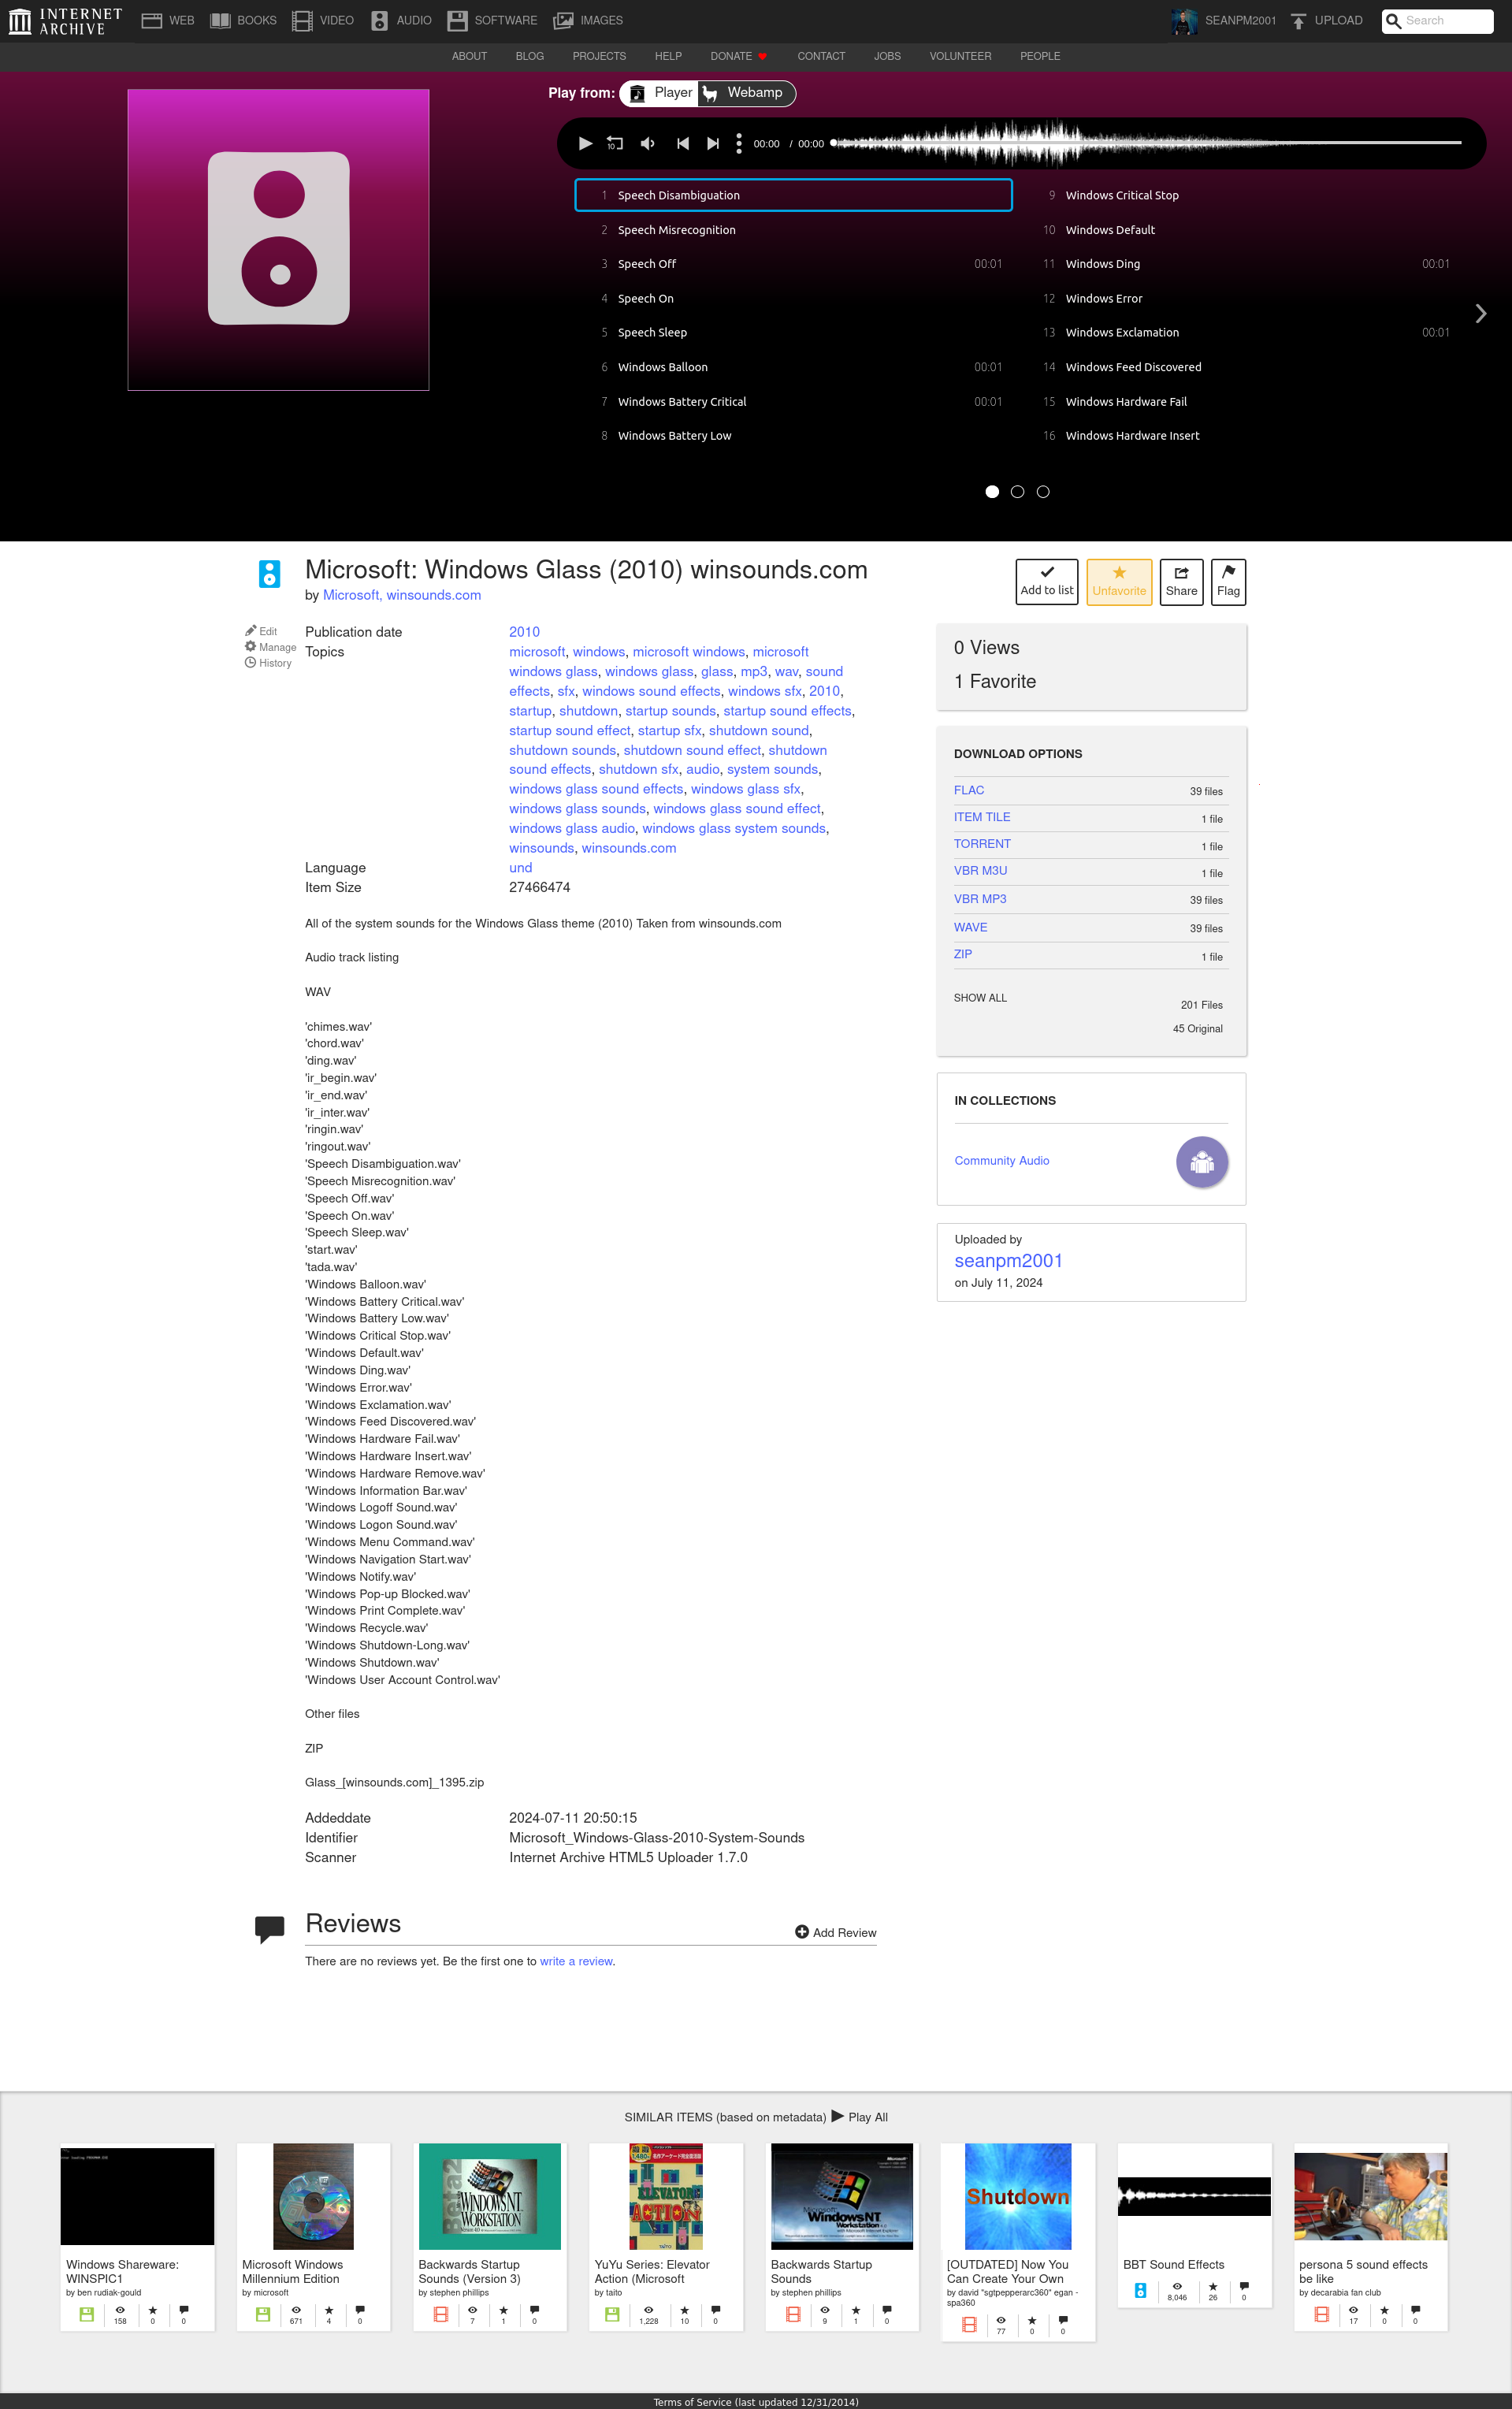 INTERNET ARCHIVE
WEB BOOKS VIDEO AUDIO SOFTWARE IMAGES SEANPM2001 UPLOAD Search
ABOUT BLOG PROJECTS HELP DONATE CONTACT JOBS VOLUNTEER PEOPLE
Play from: Player Webamp
10 00:00 / 00:00
1 Speech Disambiguation
2 Speech Misrecognition
3 Speech Off 00:01
4 Speech On
5 Speech Sleep
6 Windows Balloon 00:01
7 Windows Battery Critical 00:01
8 Windows Battery Low
9 Windows Critical Stop
10 Windows Default
11 Windows Ding 00:01
12 Windows Error
13 Windows Exclamation 00:01
14 Windows Feed Discovered
15 Windows Hardware Fail
16 Windows Hardware Insert
Microsoft: Windows Glass (2010) winsounds.com
by Microsoft, winsounds.com
Add to list Unfavorite Share Flag
Edit
Manage
History
Publication date 2010
Topics microsoft, windows, microsoft windows, microsoft
windows glass, windows glass, glass, mp3, wav, sound
effects, sfx, windows sound effects, windows sfx, 2010,
startup, shutdown, startup sounds, startup sound effects,
startup sound effect, startup sfx, shutdown sound,
shutdown sounds, shutdown sound effect, shutdown
sound effects, shutdown sfx, audio, system sounds,
windows glass sound effects, windows glass sfx,
windows glass sounds, windows glass sound effect,
windows glass audio, windows glass system sounds,
winsounds, winsounds.com
Language und
Item Size 27466474
All of the system sounds for the Windows Glass theme (2010) Taken from winsounds.com
Audio track listing
WAV
'chimes.wav'
'chord.wav'
'ding.wav'
'ir_begin.wav'
'ir_end.wav'
'ir_inter.wav'
'ringin.wav'
'ringout.wav'
'Speech Disambiguation.wav'
'Speech Misrecognition.wav'
'Speech Off.wav'
'Speech On.wav'
'Speech Sleep.wav'
'start.wav'
'tada.wav'
'Windows Balloon.wav'
'Windows Battery Critical.wav'
'Windows Battery Low.wav'
'Windows Critical Stop.wav'
'Windows Default.wav'
'Windows Ding.wav'
'Windows Error.wav'
'Windows Exclamation.wav'
'Windows Feed Discovered.wav'
'Windows Hardware Fail.wav'
'Windows Hardware Insert.wav'
'Windows Hardware Remove.wav'
'Windows Information Bar.wav'
'Windows Logoff Sound.wav'
'Windows Logon Sound.wav'
'Windows Menu Command.wav'
'Windows Navigation Start.wav'
'Windows Notify.wav'
'Windows Pop-up Blocked.wav'
'Windows Print Complete.wav'
'Windows Recycle.wav'
'Windows Shutdown-Long.wav'
'Windows Shutdown.wav'
'Windows User Account Control.wav'
Other files
ZIP
Glass_[winsounds.com]_1395.zip
Addeddate 2024-07-11 20:50:15
Identifier Microsoft_Windows-Glass-2010-System-Sounds
Scanner Internet Archive HTML5 Uploader 1.7.0
0 Views
1 Favorite
DOWNLOAD OPTIONS
FLAC 39 files
ITEM TILE 1 file
TORRENT 1 file
VBR M3U 1 file
VBR MP3 39 files
WAVE 39 files
ZIP 1 file
SHOW ALL 201 Files
45 Original
IN COLLECTIONS
Community Audio
Uploaded by
seanpm2001
on July 11, 2024
Reviews
Add Review
There are no reviews yet. Be the first one to write a review.
SIMILAR ITEMS (based on metadata) Play All
Windows Shareware:
WINSPIC1
by ben rudiak-gould
158 0 0
Microsoft Windows
Millennium Edition
by microsoft
671 4 0
WINDOWS NT
WORKSTATION
Backwards Startup
Sounds (Version 3)
by stephen phillips
7 1 0
ELEVATOR
ACTION
YuYu Series: Elevator
Action (Microsoft
by taito
1,228 10 0
Microsoft
Windows NT
Workstation 4.0
Backwards Startup
Sounds
by stephen phillips
9 1 0
Shutdown
[OUTDATED] Now You
Can Create Your Own
by david "sgtpepperarc360" egan -
spa360
77 0 0
BBT Sound Effects
8,046 26 0
persona 5 sound effects
be like
by decarabia fan club
17 0 0
Terms of Service (last updated 12/31/2014)